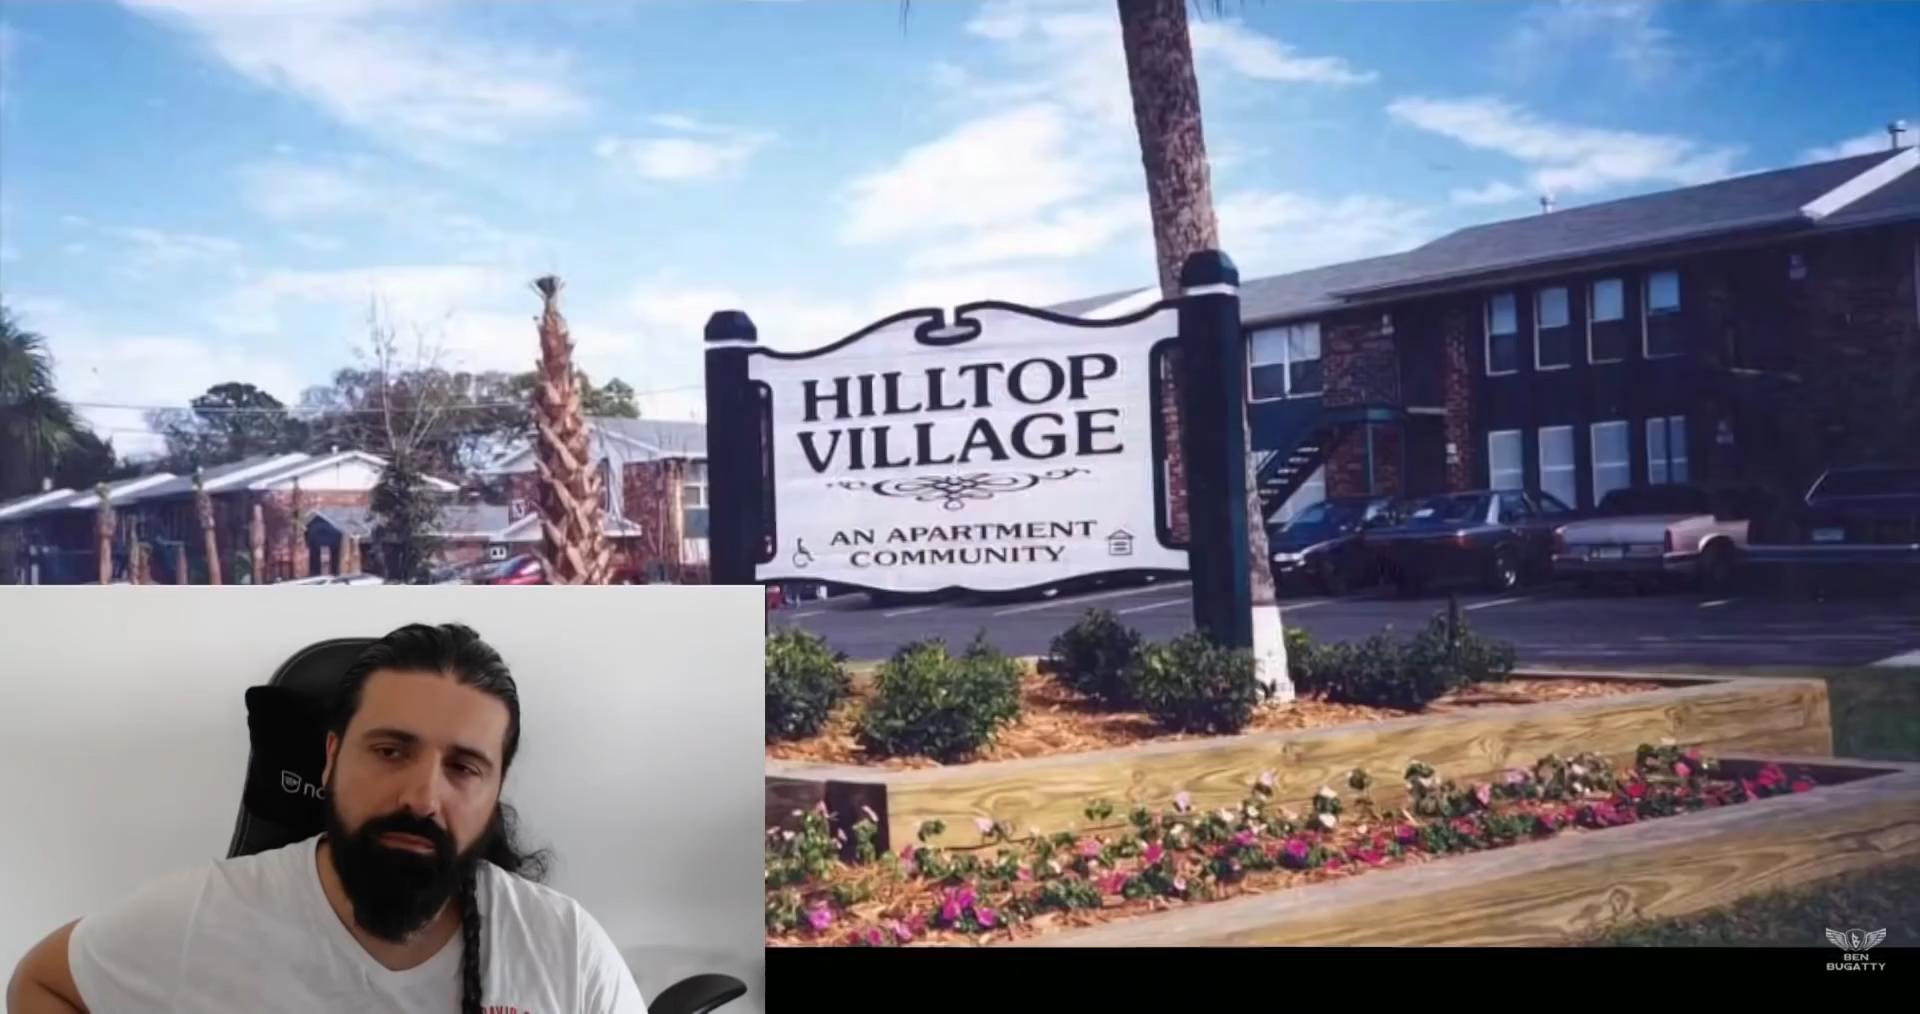 HILLTOP
VILLAGE
AN APARTMENT
COMMUNITY
BEN
BUGATTY